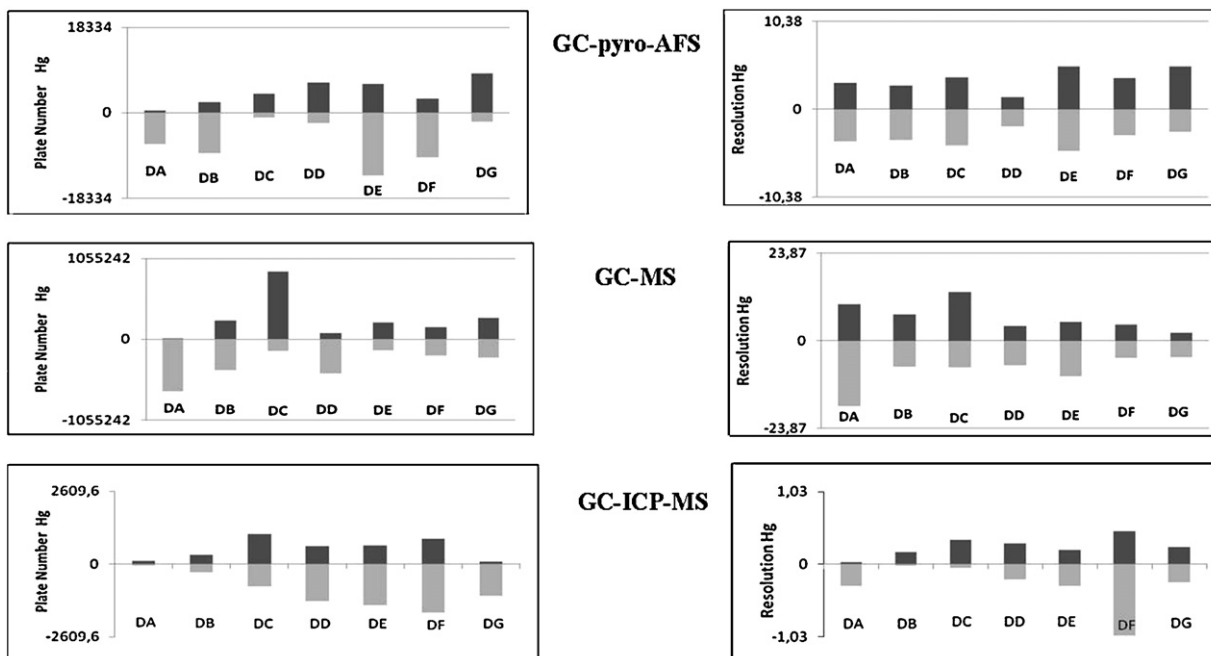 GC-pyro-AFS
Plate Number Hg
18334
0
-18334
DA DB DC DD DE DF DG
Resolution Hg
10,38
0
-10,38
DA DB DC DD DE DF DG
GC-MS
Plate Number Hg
1055242
0
-1055242
DA DB DC DD DE DF DG
Resolution Hg
23,87
0
-23,87
DA DB DC DD DE DF DG
GC-ICP-MS
Plate Number Hg
2609,6
0
-2609,6
DA DB DC DD DE DF DG
Resolution Hg
1,03
0
-1,03
DA DB DC DD DE DF DG